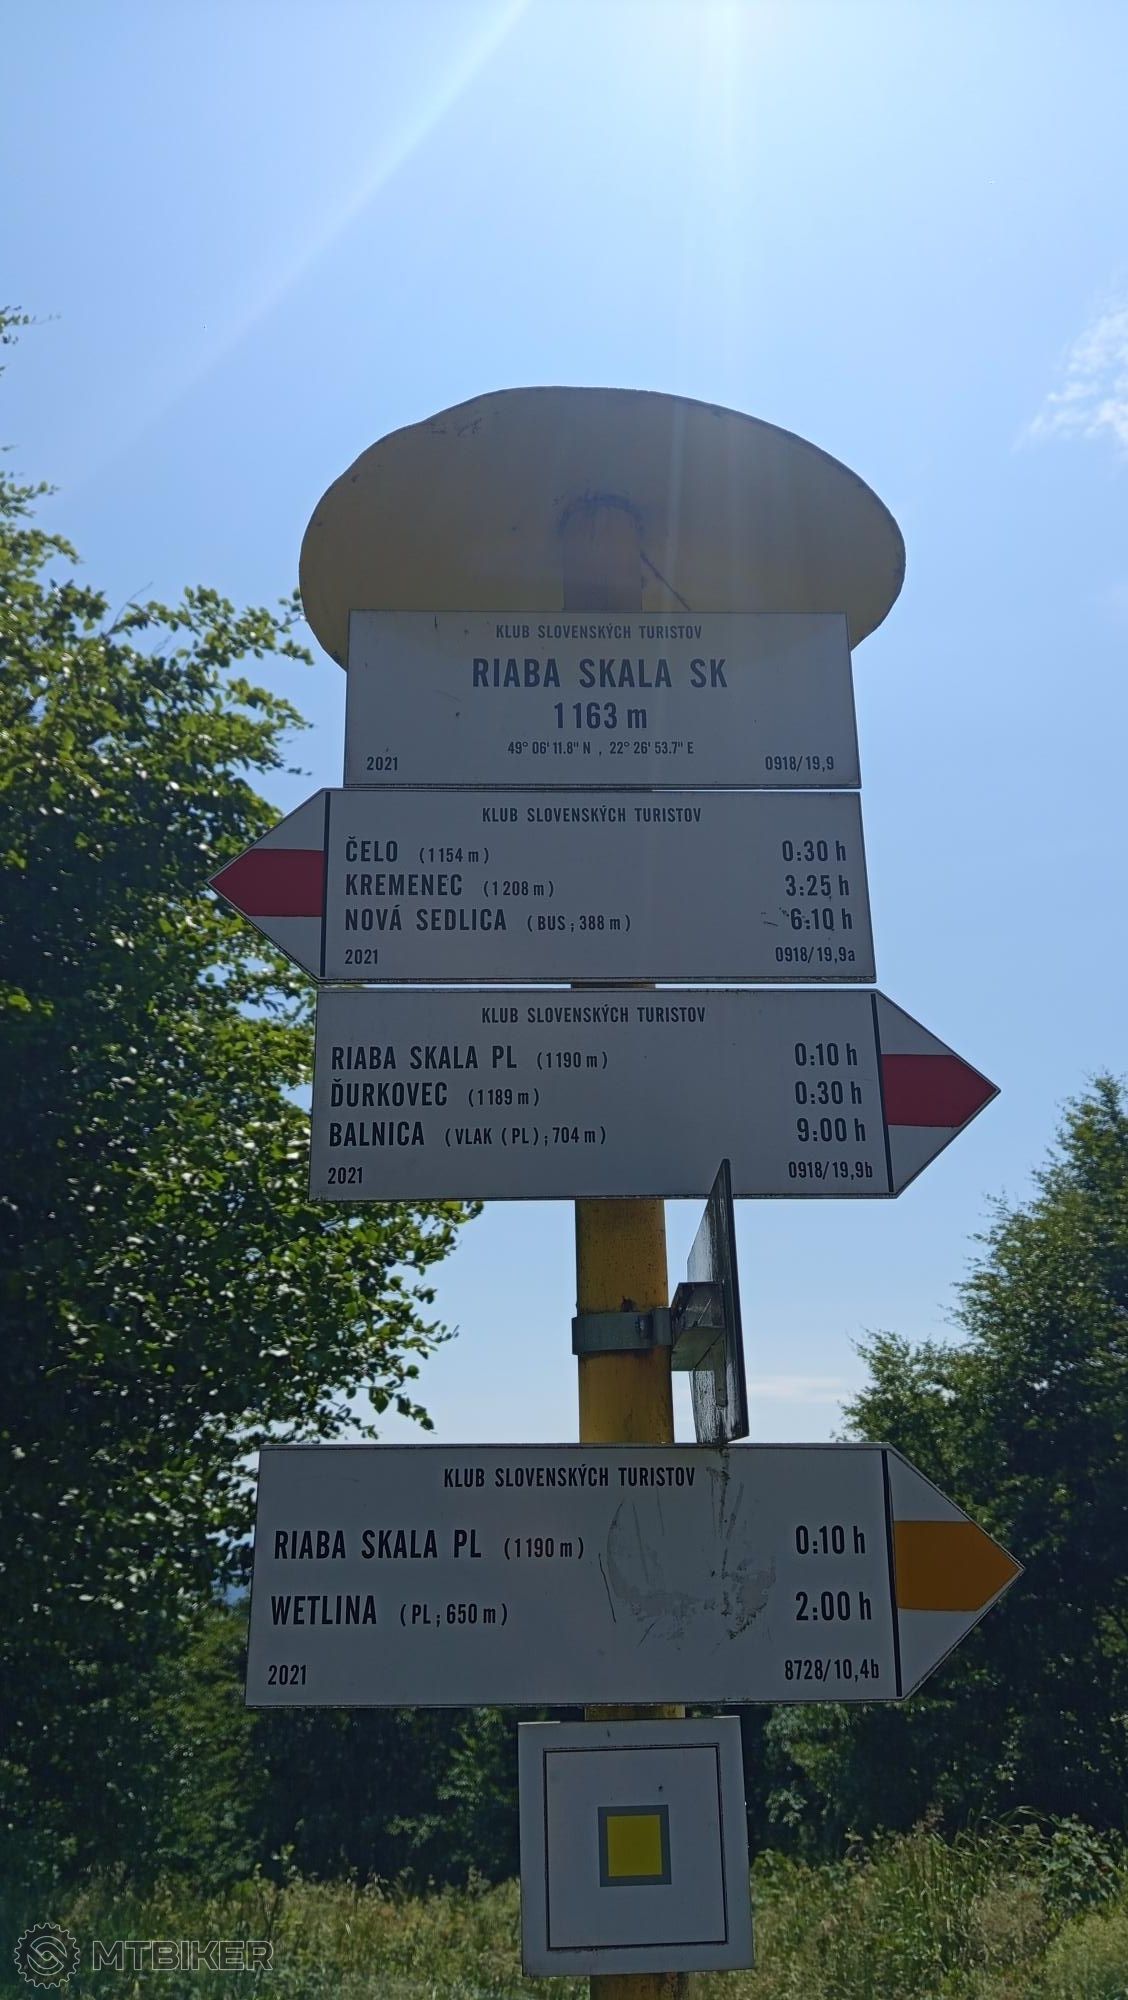 KLUB SLOVENSKÝCH TURISTOV
RIABA SKALA SK
1163 m
49° 06' 11.8" N , 22° 26' 53.7" E
2021 0918/19,9
KLUB SLOVENSKÝCH TURISTOV
ČELO (1154 m) 0:30 h
KREMENEC (1208 m) 3:25 h
NOVÁ SEDLICA (BUS ; 388 m) 6:10 h
2021 0918/19,9a
KLUB SLOVENSKÝCH TURISTOV
RIABA SKALA PL (1190 m) 0:10 h
ĎURKOVEC (1189 m) 0:30 h
BALNICA (VLAK (PL) ; 704 m) 9:00 h
2021 0918/19,9b
KLUB SLOVENSKÝCH TURISTOV
RIABA SKALA PL (1190 m) 0:10 h
WETLINA (PL ; 650 m) 2:00 h
2021 8728/10,4b
MTBIKER